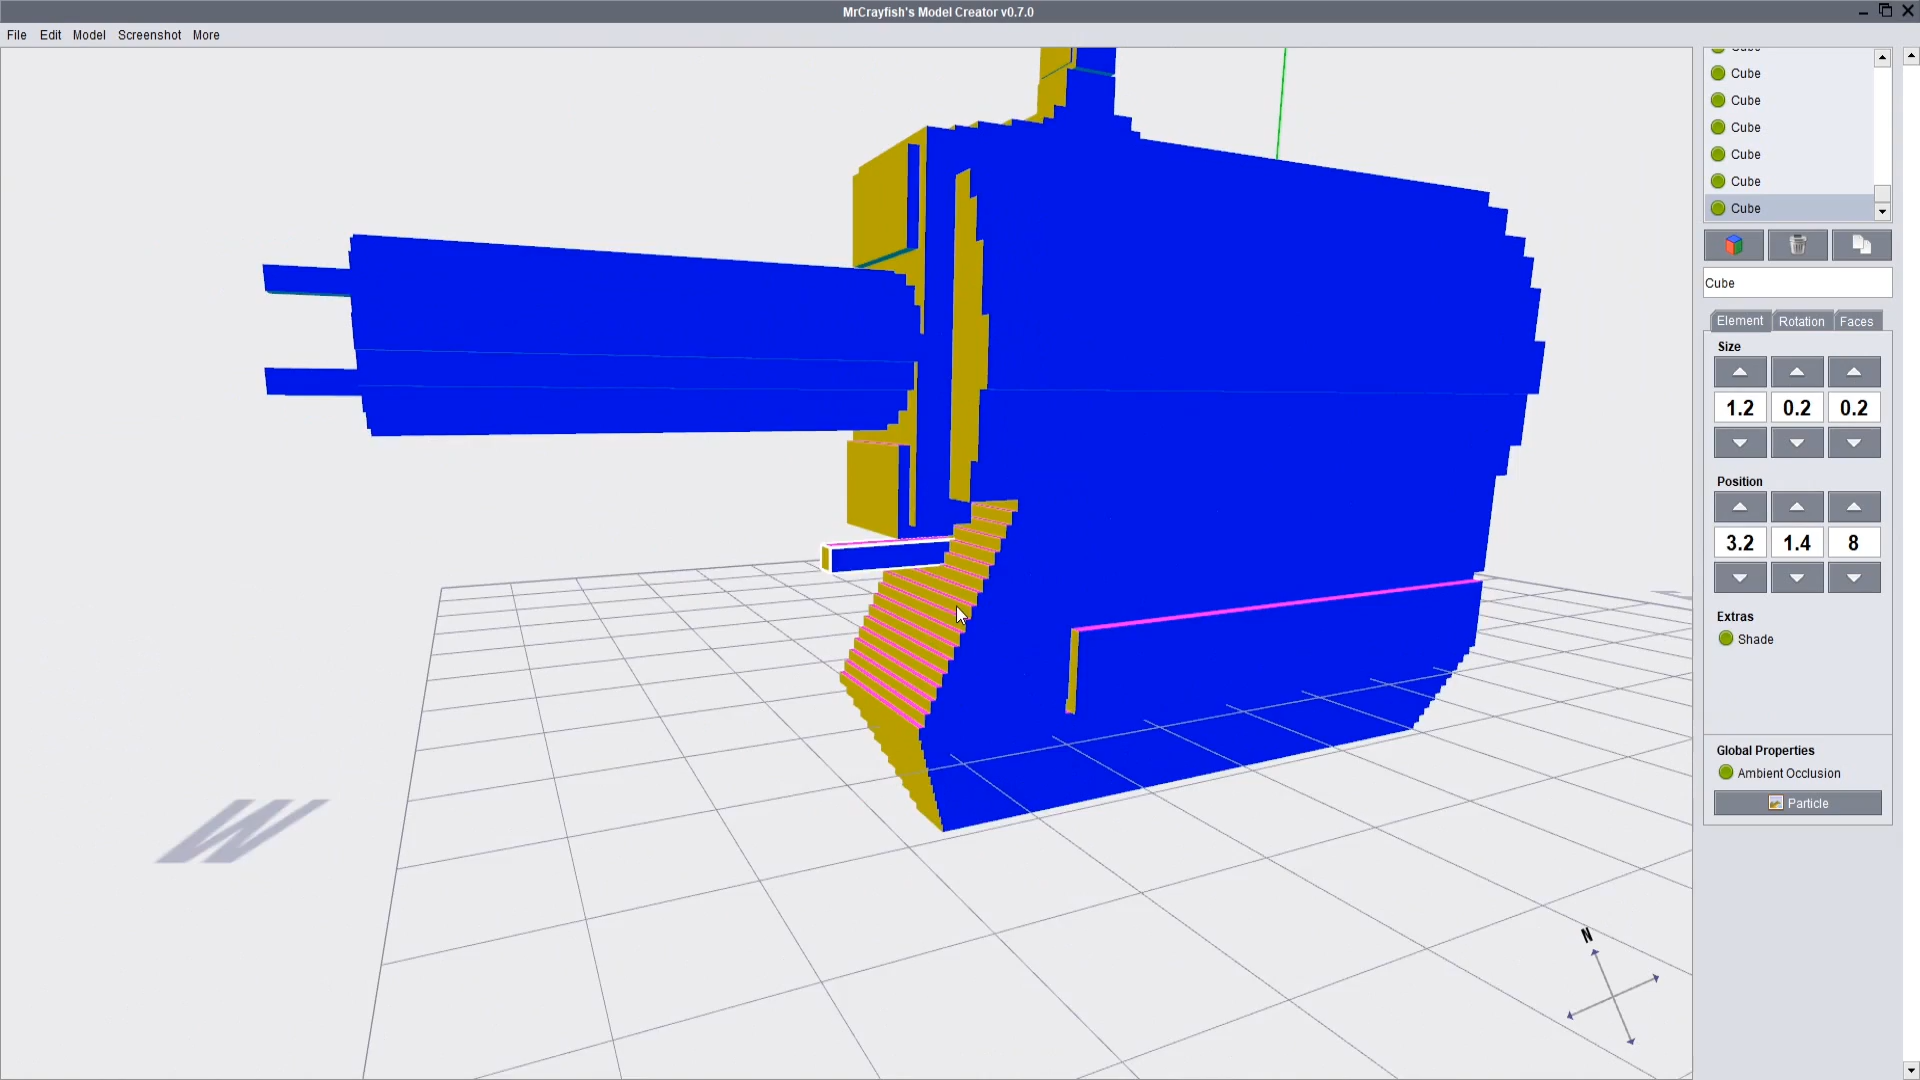 MrCrayfish's Model Creator v0.7.0
File Edit Model Screenshot More
Cube
Cube
Cube
Cube
Cube
Cube
Cube
Cube
Element Rotation Faces
Size
1.2 0.2 0.2
Position
3.2 1.4 8
Extras
Shade
Global Properties
Ambient Occlusion
Particle
W
N